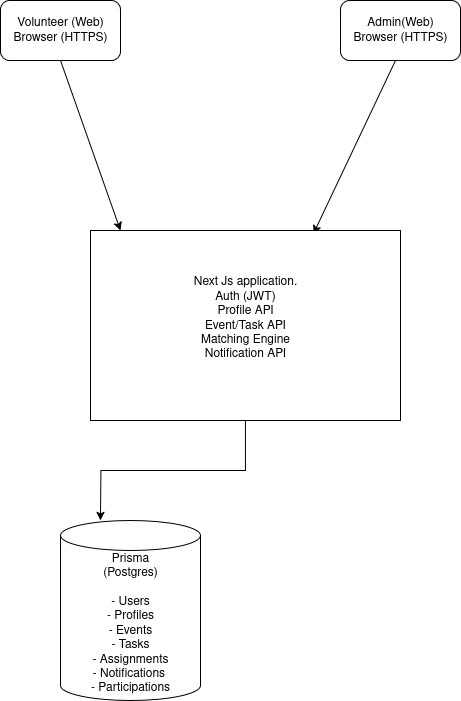 Volunteer (Web)
Browser (HTTPS)
Admin(Web)
Browser (HTTPS)
Next Js application.
Auth (JWT)
Profile API
Event/Task API
Matching Engine
Notification API
Prisma
(Postgres)
- Users
- Profiles
- Events
- Tasks
- Assignments
- Notifications
- Participations